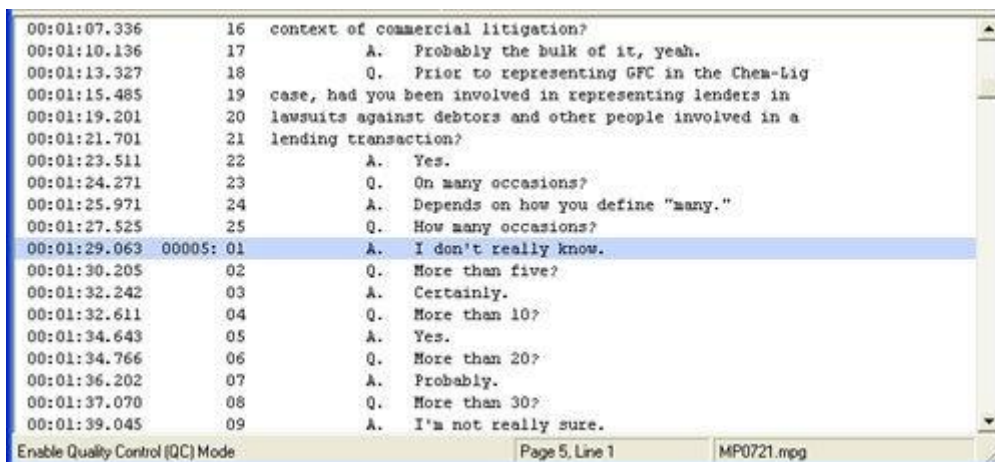 00:01:07.336 16 context of commercial litigation?
00:01:10.136 17 A. Probably the bulk of it, yeah.
00:01:13.327 18 Q. Prior to representing GFC in the Chem-Lig
00:01:15.485 19 case, had you been involved in representing lenders in
00:01:19.201 20 lawsuits against debtors and other people involved in a
00:01:21.701 21 lending transaction?
00:01:23.511 22 A. Yes.
00:01:24.271 23 Q. On many occasions?
00:01:25.971 24 A. Depends on how you define "many."
00:01:27.525 25 Q. How many occasions?
00:01:29.063 00005: 01 A. I don't really know.
00:01:30.205 02 Q. More than five?
00:01:32.242 03 A. Certainly.
00:01:32.611 04 Q. More than 10?
00:01:34.643 05 A. Yes.
00:01:34.766 06 Q. More than 20?
00:01:36.202 07 A. Probably.
00:01:37.070 08 Q. More than 30?
00:01:39.045 09 A. I'm not really sure.
Enable Quality Control (QC) Mode Page 5, Line 1 MP0721.mpg